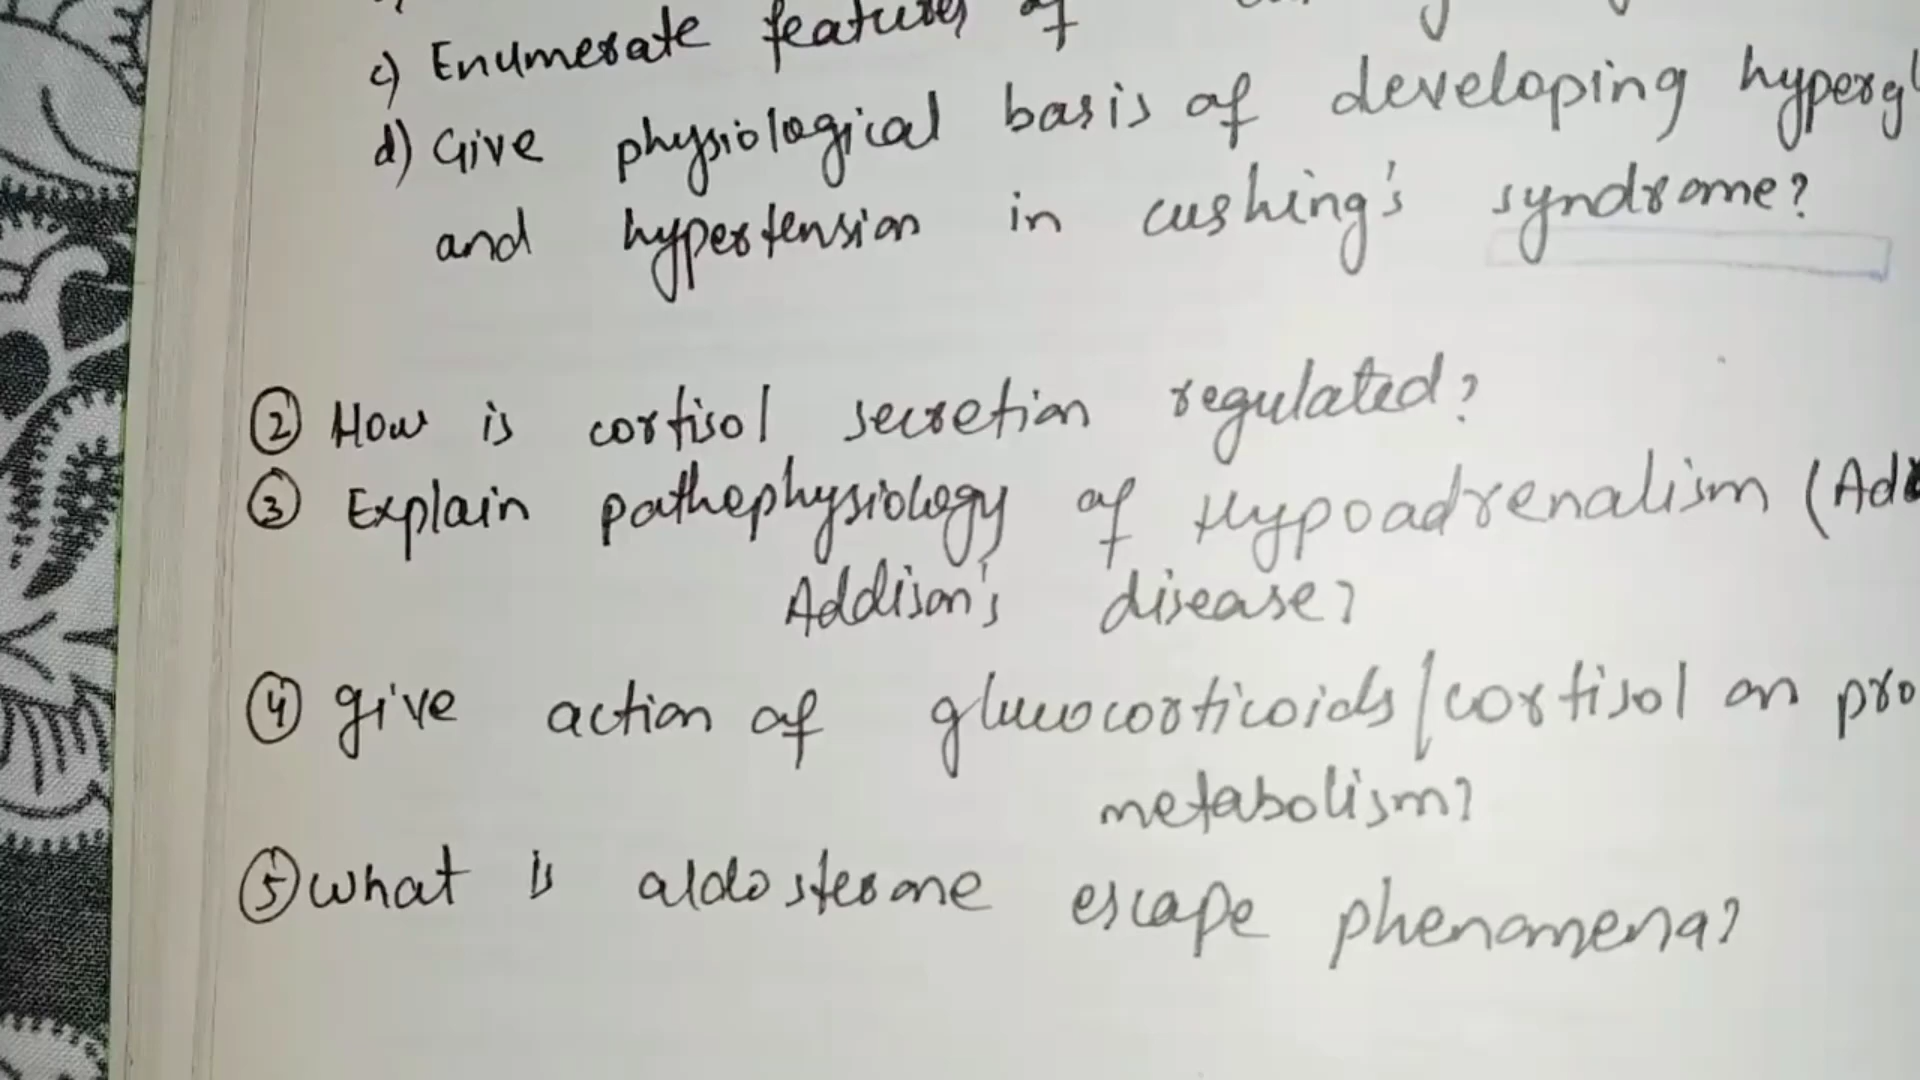 c) Enumerate features of
d) Give physiological basis of developing hypergl
and hypertension in cushing's syndrome?
② How is cortisol secretion regulated?
③ Explain pathophysiology of Hypoadrenalism (Add
Addison's disease?
④ give action of glucocorticoids/cortisol on pro
metabolism?
⑤ what is aldosterone escape phenomena?